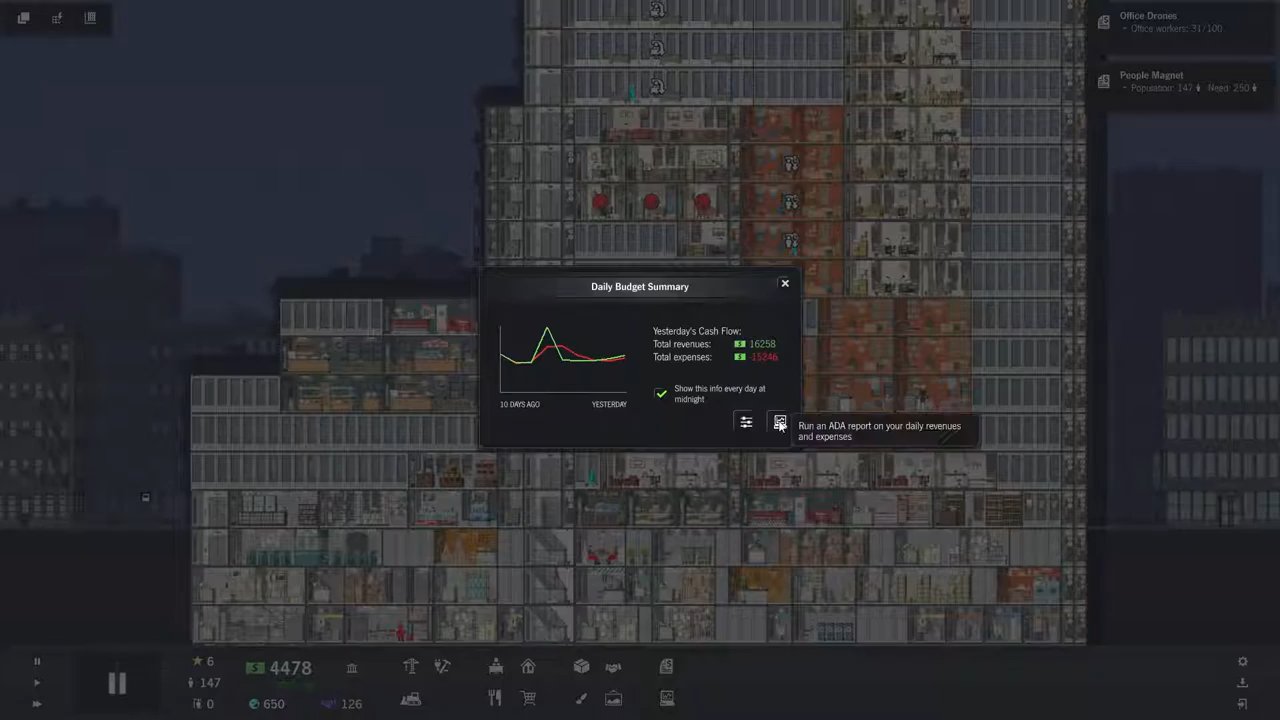 Office Drones
- Office workers: 31/100
People Magnet
- Population: 147 Need: 250
Daily Budget Summary
Yesterday's Cash Flow:
Total revenues: 16258
Total expenses: -15346
Show this info every day at
midnight
10 DAYS AGO YESTERDAY
Run an ADA report on your daily revenues
and expenses
6
4478
147
0 650 126